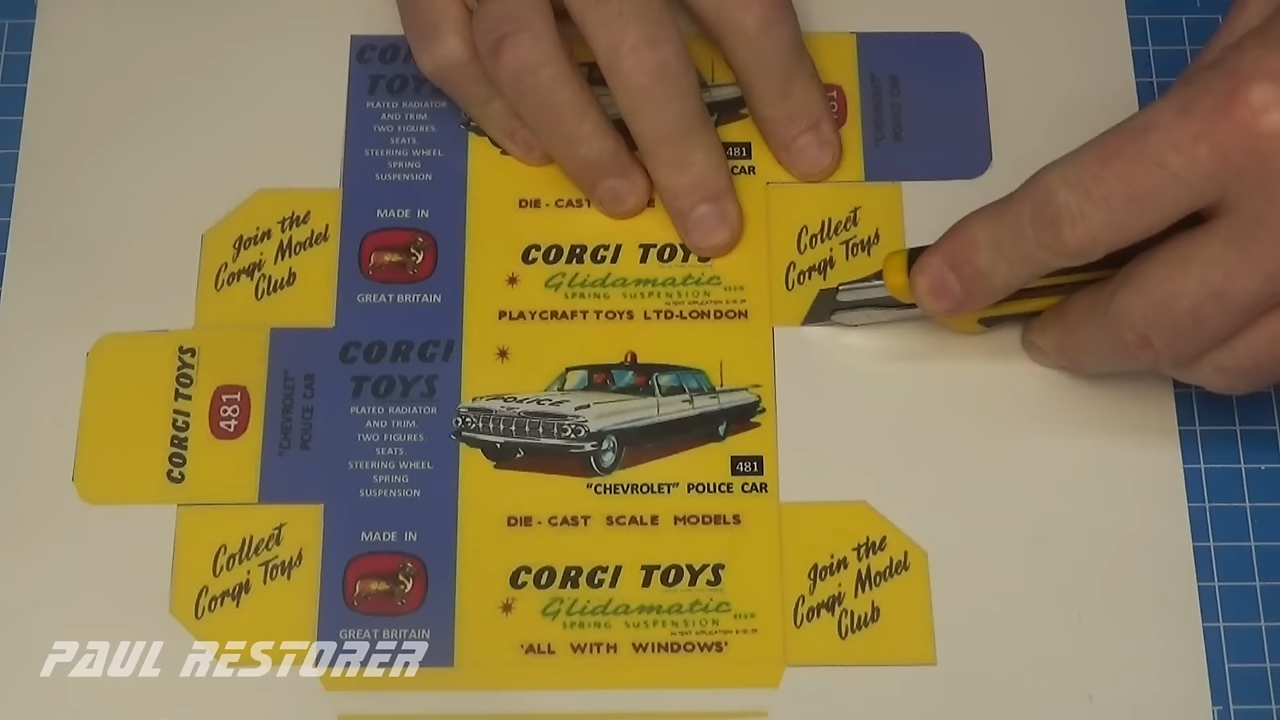 CORGI
TOYS
PLATED RADIATOR
AND TRIM.
TWO FIGURES.
SEATS.
STEERING WHEEL.
SPRING
SUSPENSION
MADE IN
GREAT BRITAIN
481
CAR
"CHEVROLET"
POLICE CAR
DIE - CAST
CORGI TOYS
Glidamatic
SPRING SUSPENSION
PLAYCRAFT TOYS LTD-LONDON
Collect
Corgi Toys
Join the
Corgi Model
Club
CORGI TOYS
481
"CHEVROLET"
POLICE CAR
CORGI
TOYS
PLATED RADIATOR
AND TRIM.
TWO FIGURES.
SEATS.
STEERING WHEEL.
SPRING
SUSPENSION
MADE IN
GREAT BRITAIN
POLICE
481
"CHEVROLET" POLICE CAR
DIE - CAST SCALE MODELS
CORGI TOYS
Glidamatic
SPRING SUSPENSION
'ALL WITH WINDOWS'
Collect
Corgi Toys
Join the
Corgi Model
Club
PAUL RESTORER